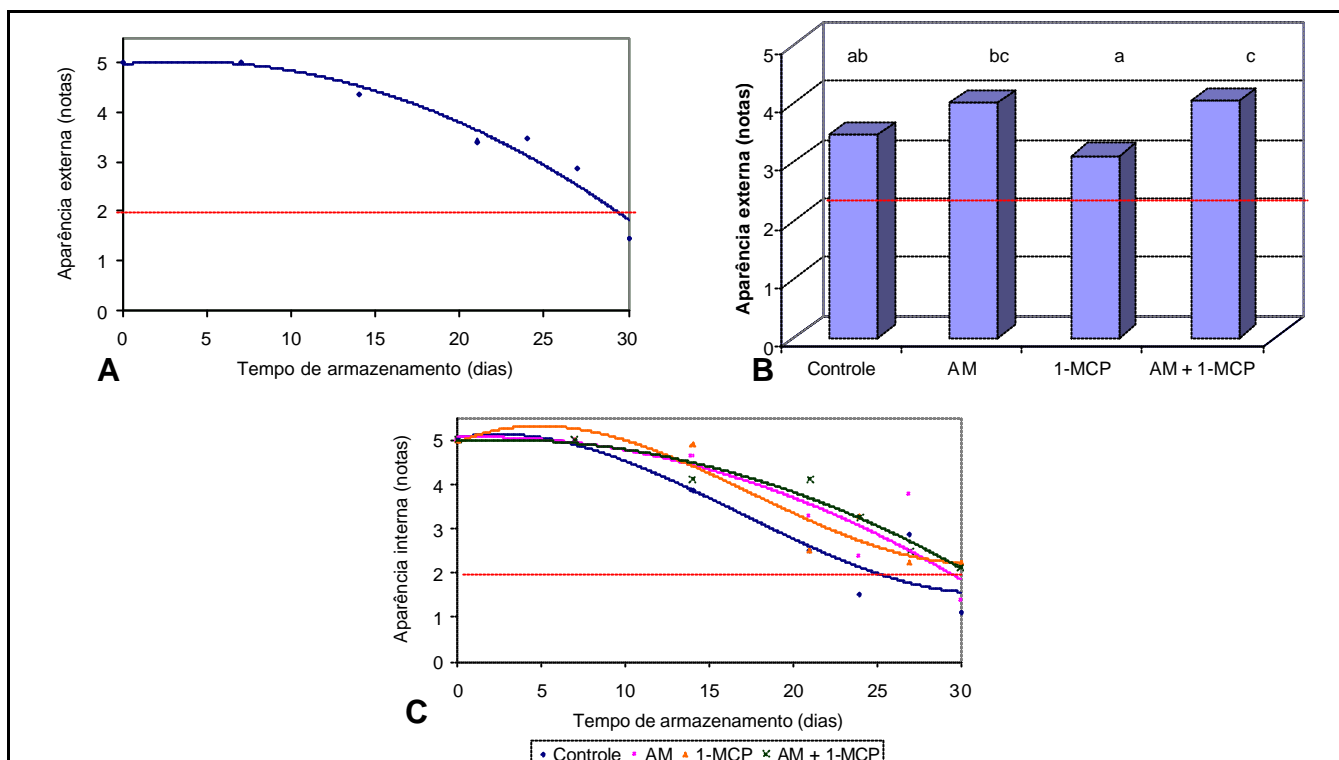 Aparência externa (notas)
5
4
3
2
1
0
0 5 10 15 20 25 30
Tempo de armazenamento (dias)
A
Aparência externa (notas)
5
4
3
2
1
0
ab bc a c
Controle AM 1-MCP AM + 1-MCP
B
Aparência interna (notas)
5
4
3
2
1
0
0 5 10 15 20 25 30
Tempo de armazenamento (dias)
C
Controle AM 1-MCP AM + 1-MCP